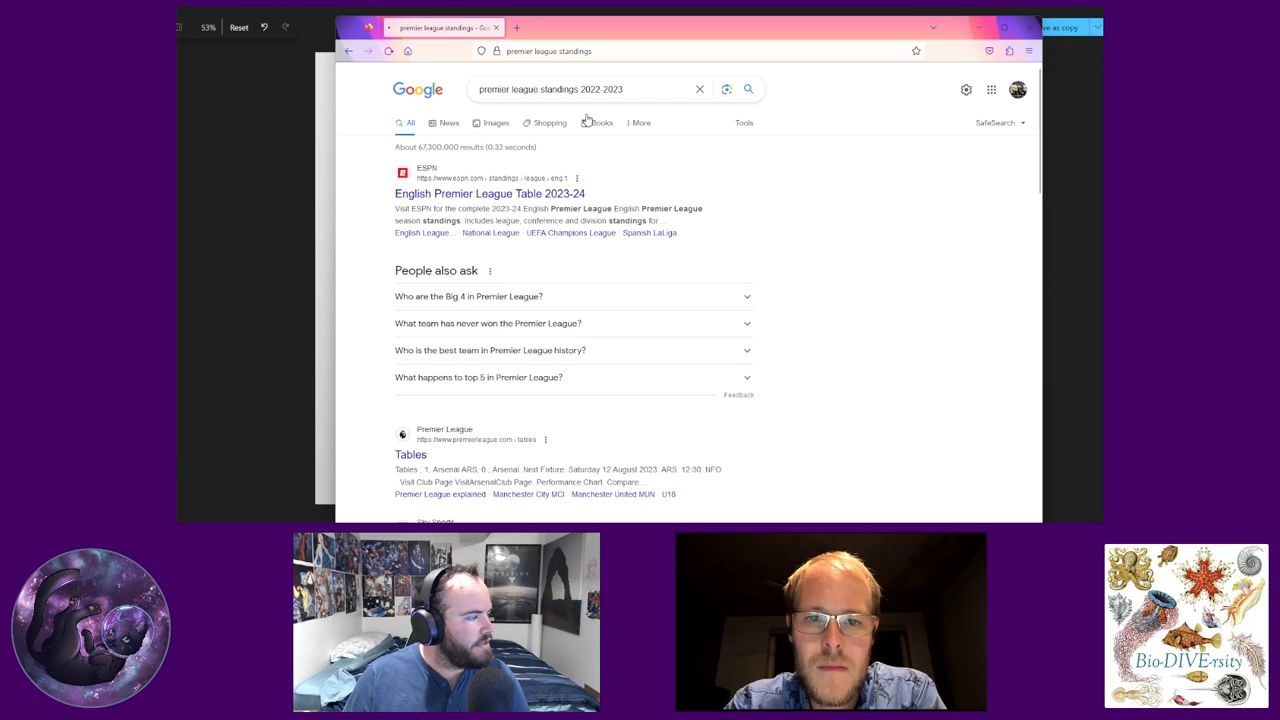 53%
Reset
ve as copy
premier league standings - Goo
premier league standings
Google
premier league standings 2022-2023
All
News
Images
Shopping
Books
More
Tools
SafeSearch
About 67,300,000 results (0.33 seconds)
ESPN
https://www.espn.com › standings › league › eng.1
English Premier League Table 2023-24
Visit ESPN for the complete 2023-24 English Premier League English Premier League
season standings. Includes league, conference and division standings for ...
English League... · National League · UEFA Champions League · Spanish LaLiga
People also ask
Who are the Big 4 in Premier League?
What team has never won the Premier League?
Who is the best team in Premier League history?
What happens to top 5 in Premier League?
Feedback
Premier League
https://www.premierleague.com › tables
Tables
Tables ; 1, Arsenal ARS, 0 ; Arsenal. Next Fixture. Saturday 12 August 2023. ARS. 12:30. NFO
· Visit Club Page VisitArsenalClub Page. Performance Chart. Compare ...
Premier League explained · Manchester City MCI · Manchester United MUN · U18
Sky Sports
DESTINY
Bio-DIVE-rsity